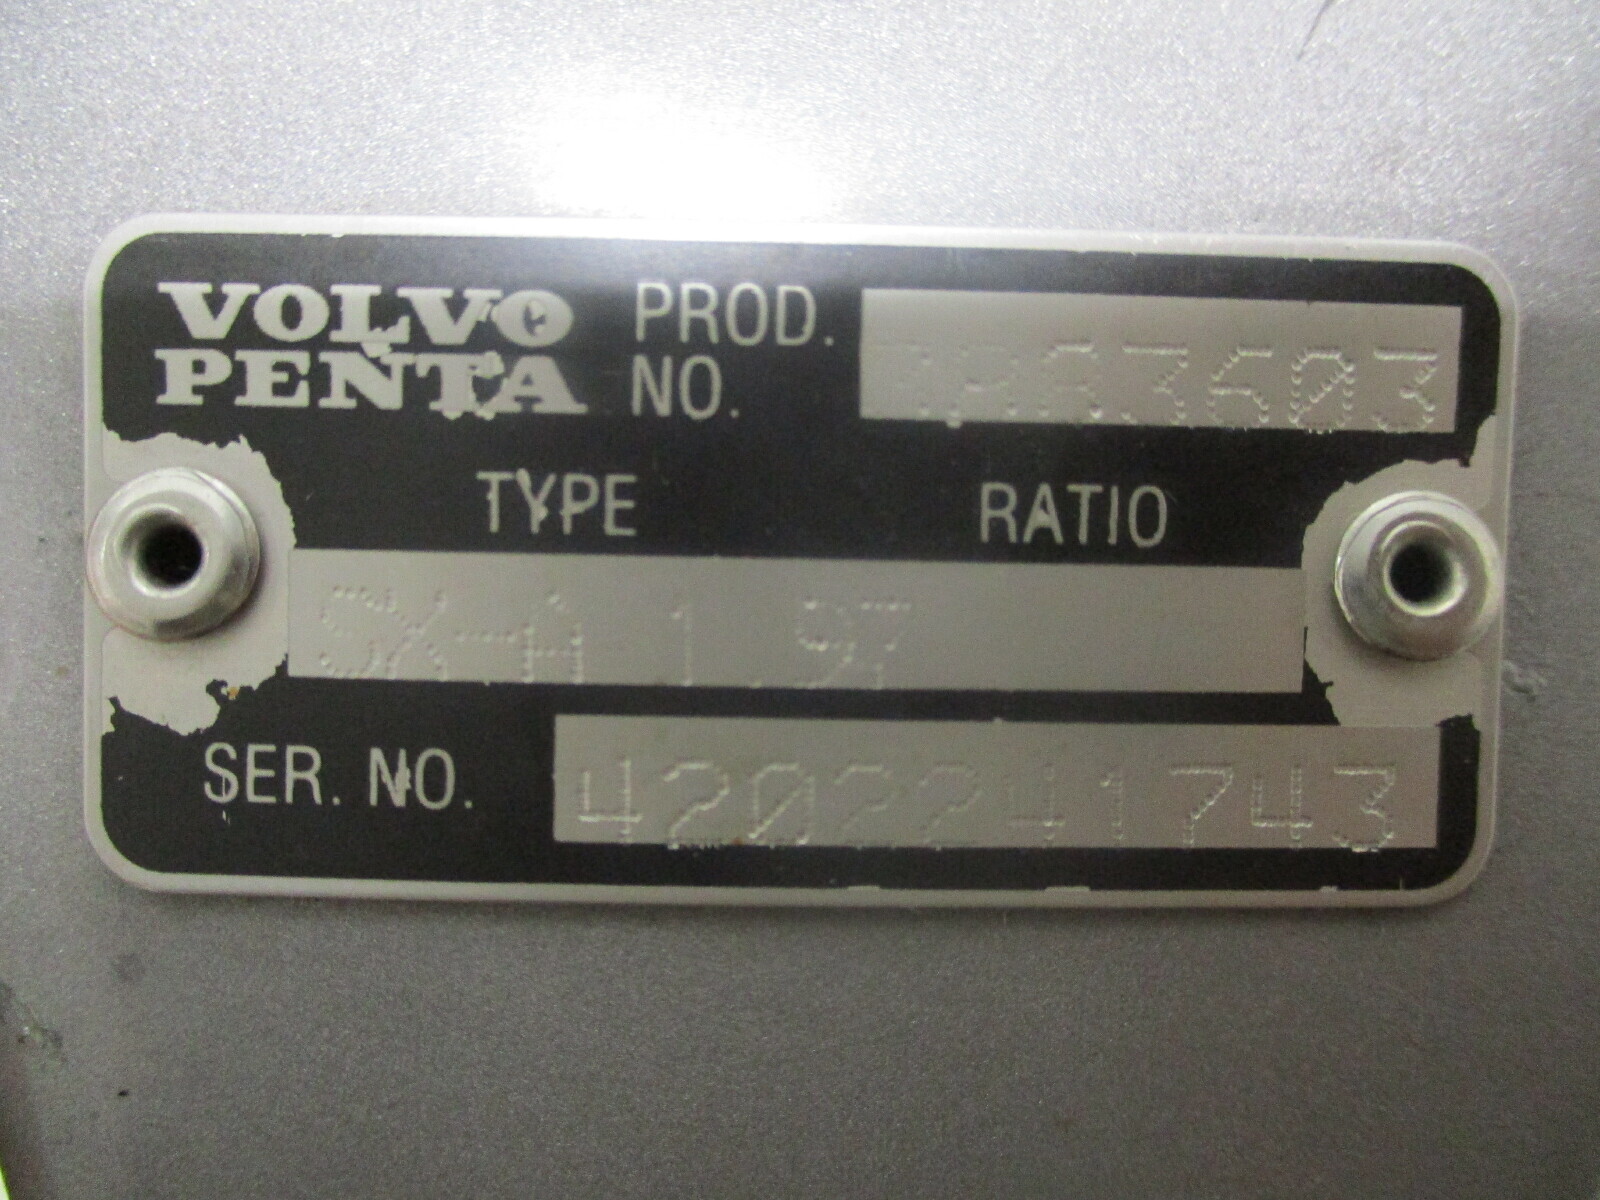 VOLVO PENTA PROD. NO.
TYPE RATIO
SX-A 1.97
SER. NO. 4202241743